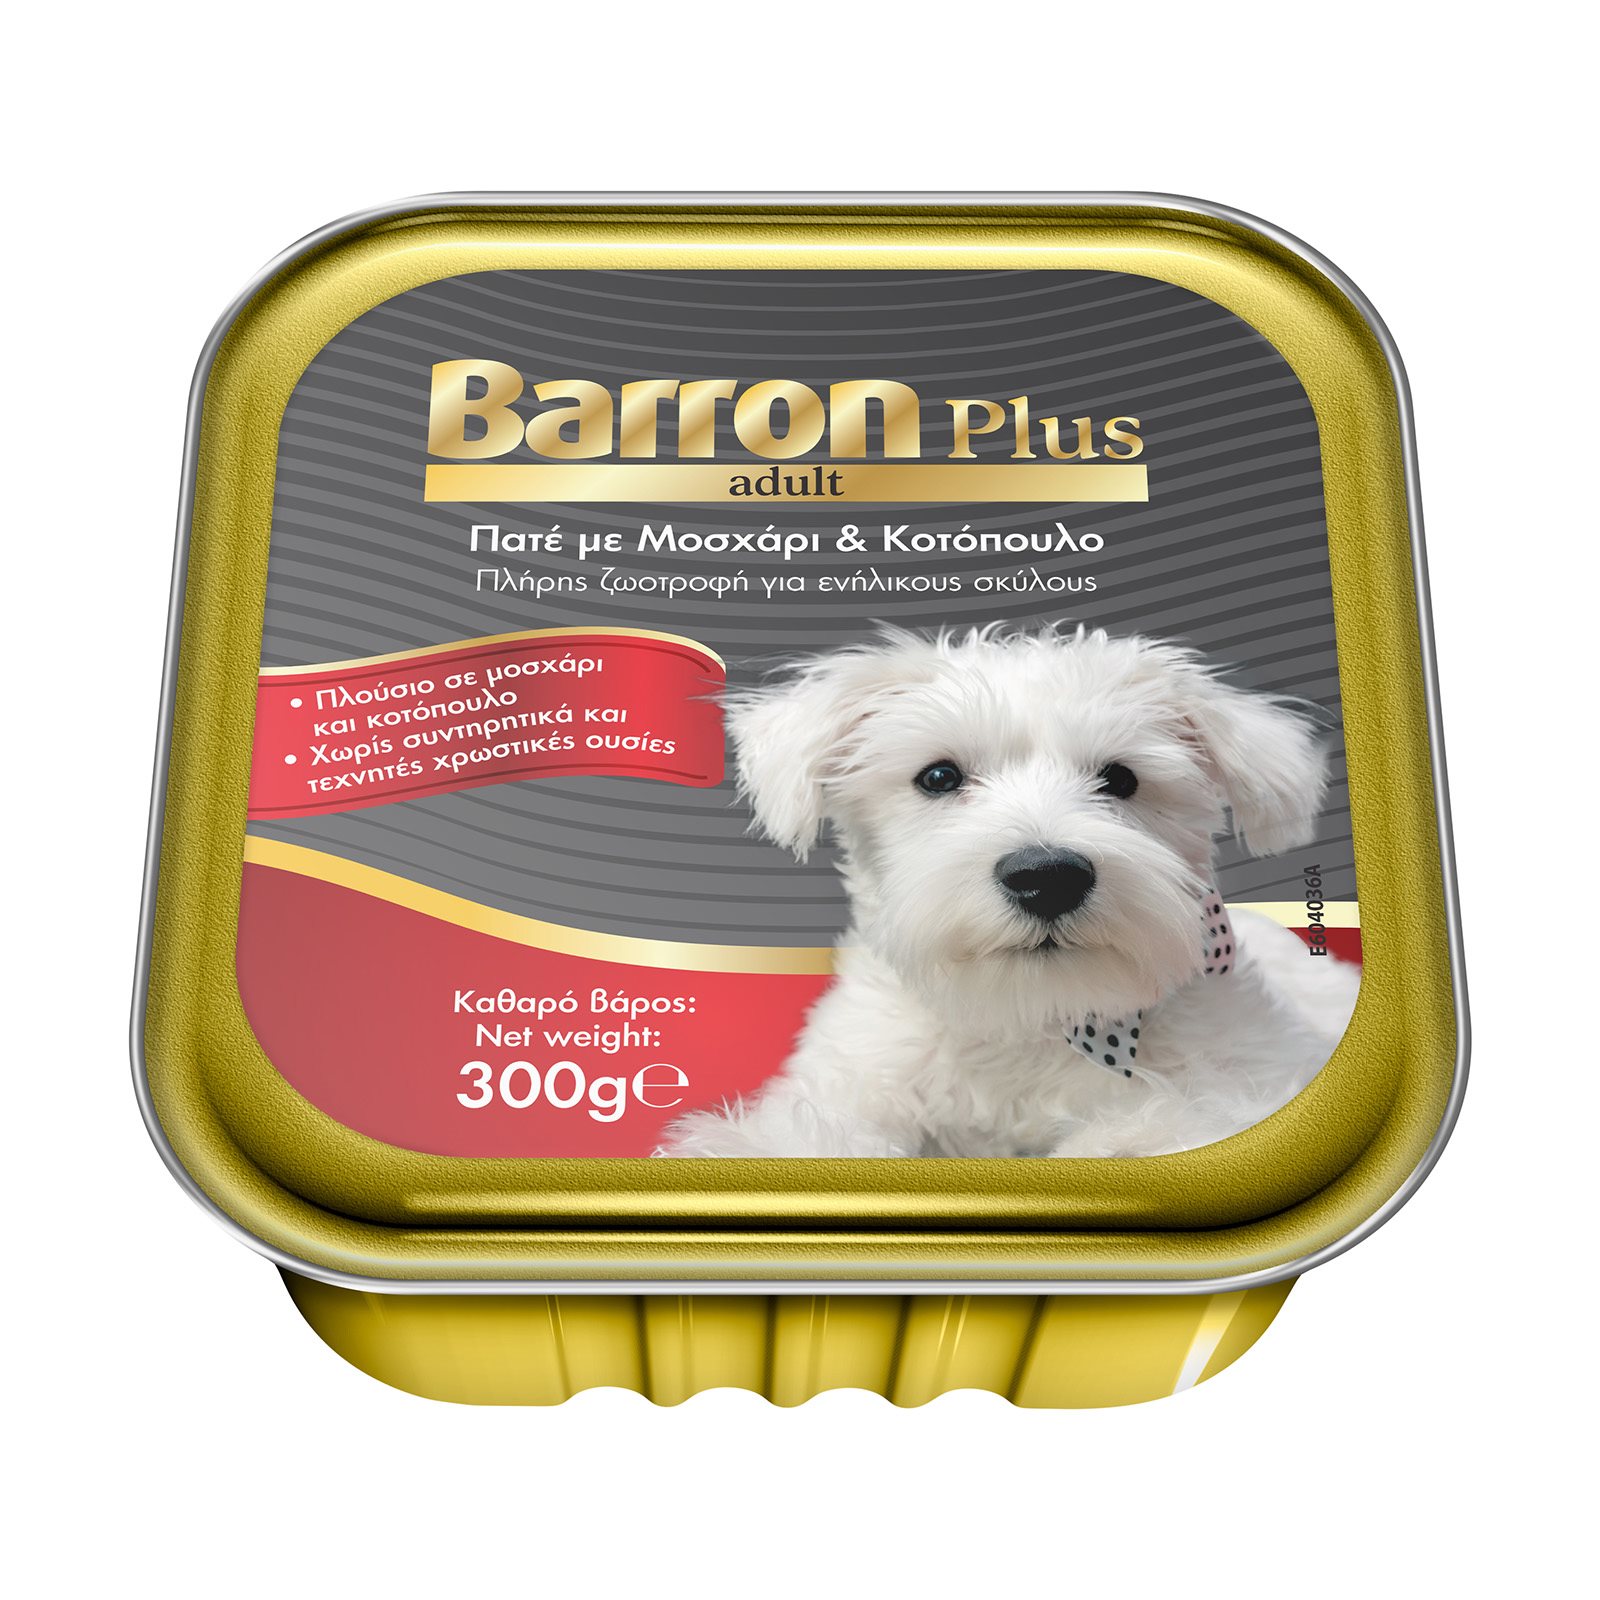 Barron Plus
adult
Πατέ με Μοσχάρι & Κοτόπουλο
Πλήρης ζωοτροφή για ενήλικους σκύλους
• Πλούσιο σε μοσχάρι
και κοτόπουλο
• Χωρίς συντηρητικά και
τεχνητές χρωστικές ουσίες
E604036A
Καθαρό βάρος:
Net weight:
300g℮